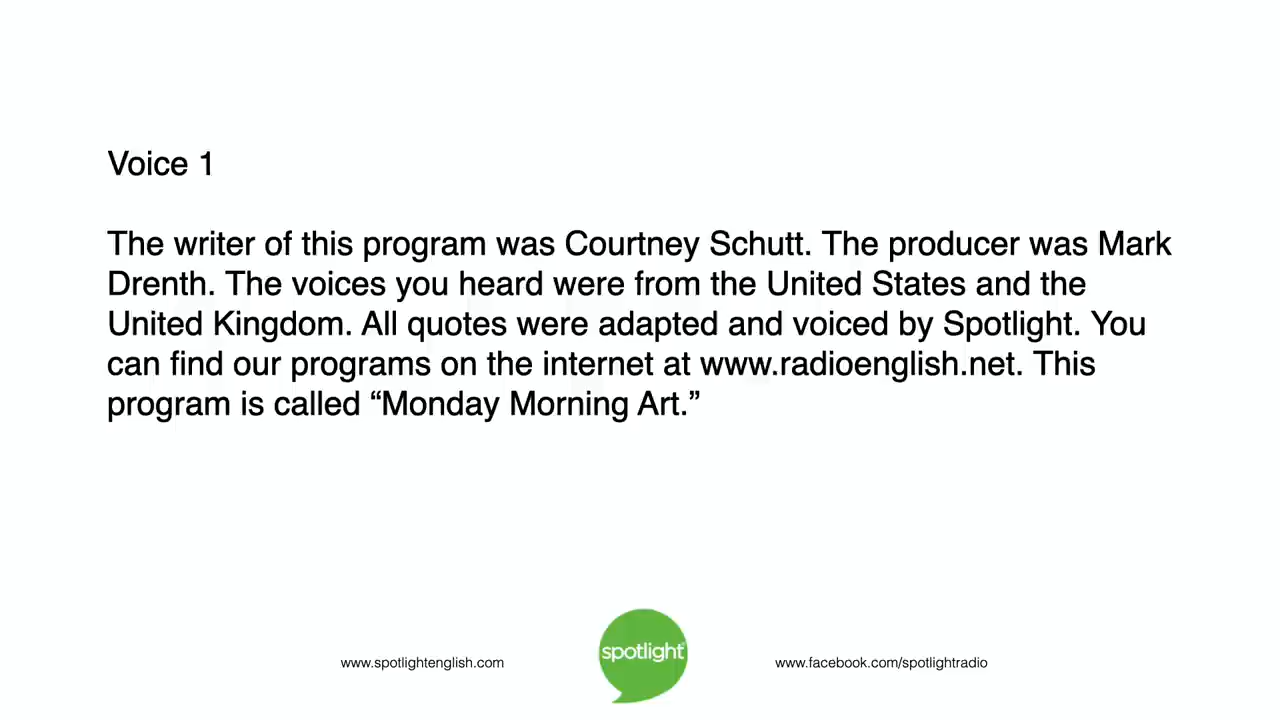 Voice 1
The writer of this program was Courtney Schutt. The producer was Mark
Drenth. The voices you heard were from the United States and the
United Kingdom. All quotes were adapted and voiced by Spotlight. You
can find our programs on the internet at www.radioenglish.net. This
program is called “Monday Morning Art.”
www.spotlightenglish.com
spotlight
www.facebook.com/spotlightradio